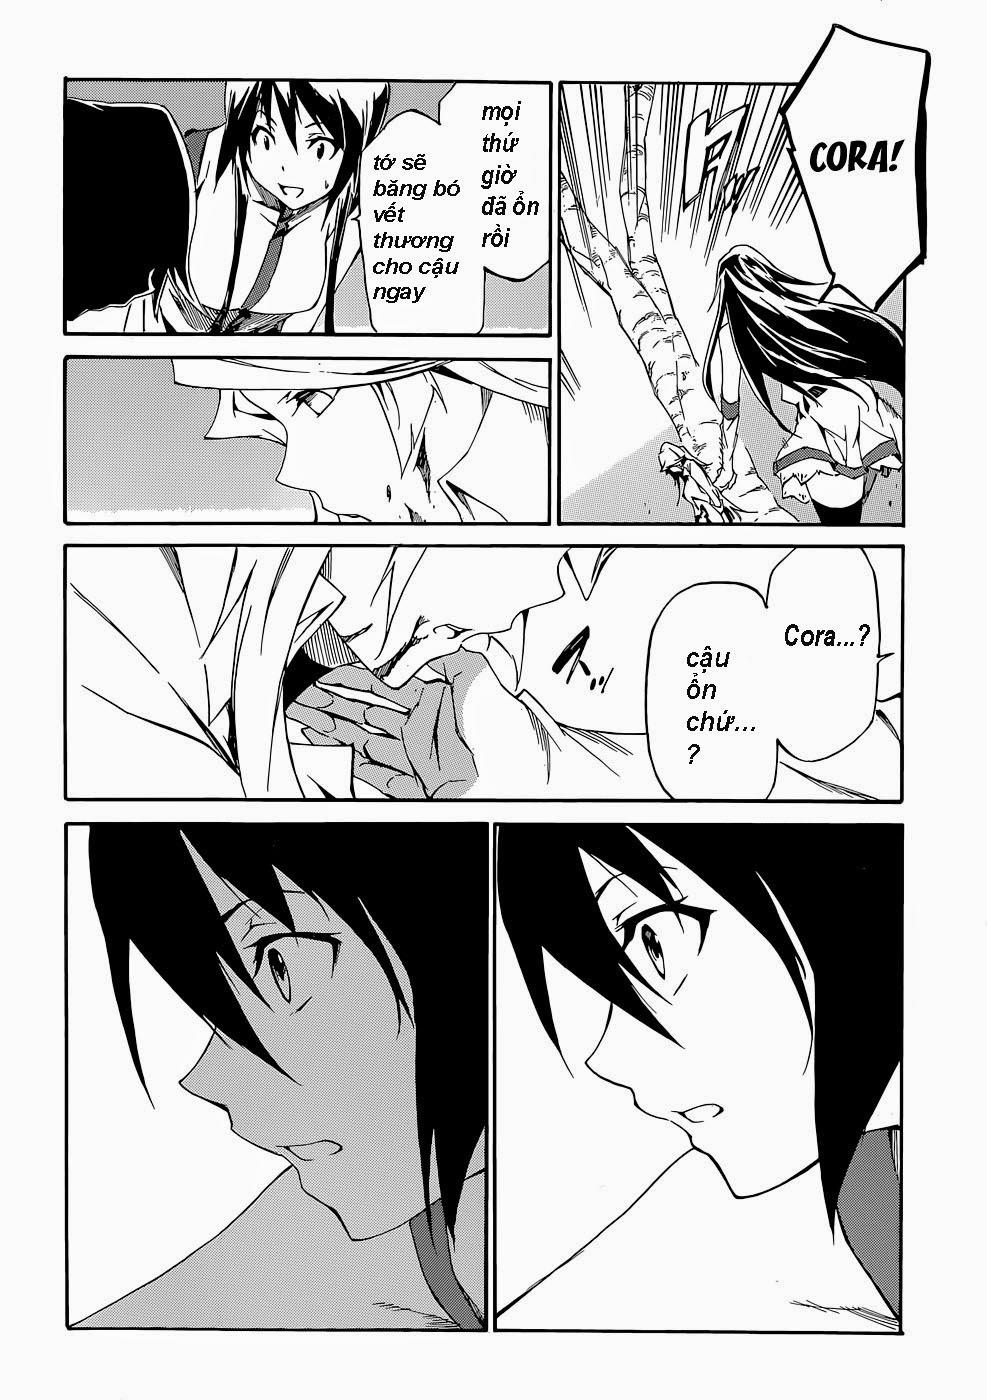 CORA!
mọi
thứ
giờ
đã ổn
rồi
tớ sẽ
băng bó
vết
thương
cho cậu
ngay
Cora...?
cậu
ổn
chứ...
?